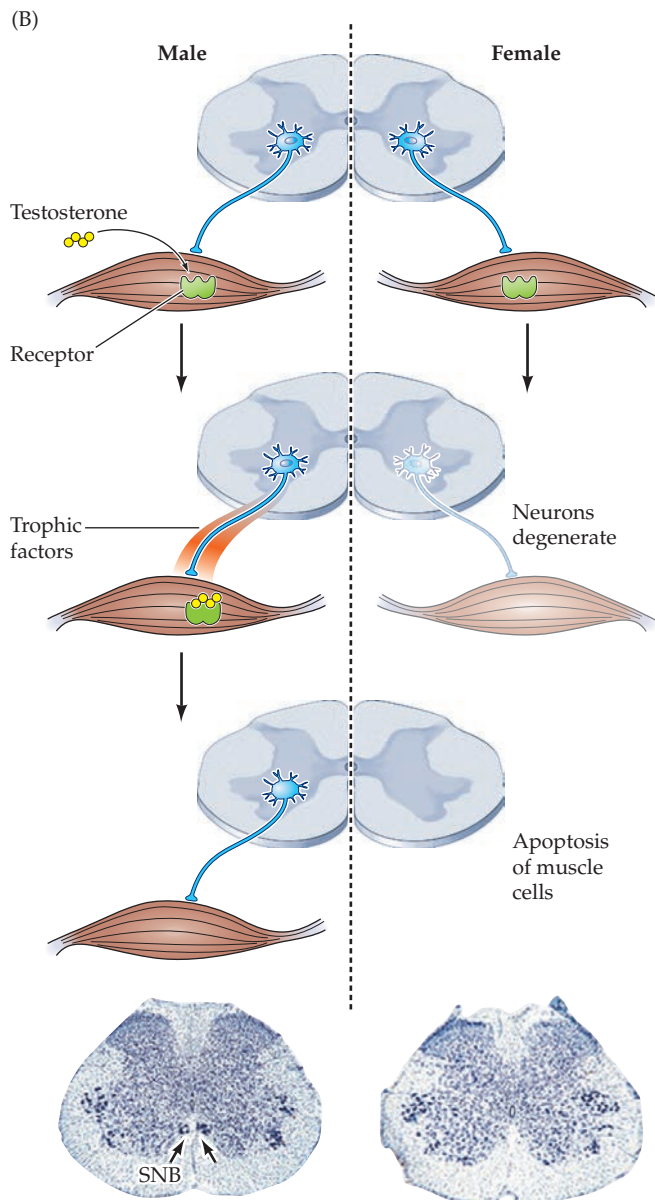 (B)
Male
Female
Testosterone
Receptor
Trophic
factors
Neurons
degenerate
Apoptosis
of muscle
cells
SNB